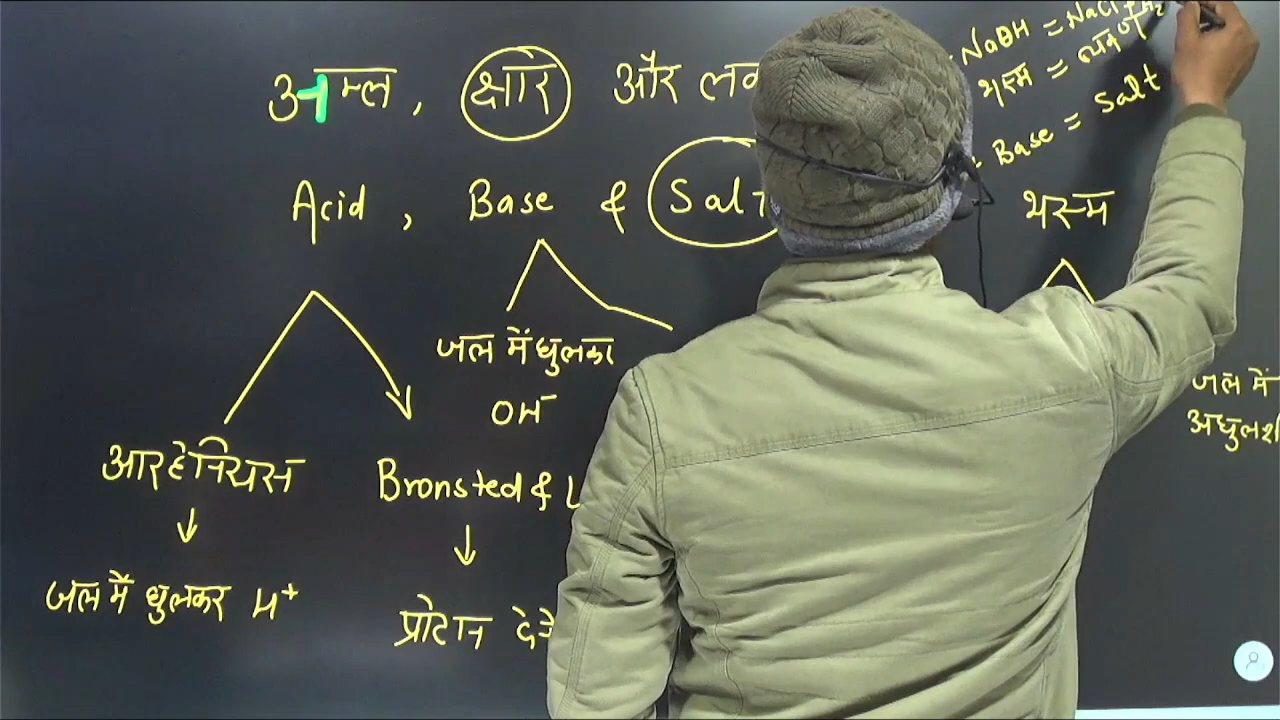 NaOH = NaCl + H₂
भस्म = लवण
Base = Salt
अम्ल, क्षार और लव
Acid, Base & Salt
भस्म
जल में घुलकर
OH⁻
जल में
अघुलश
आरहेनियस
Bronsted & L
जल में घुलकर H⁺
प्रोटान देने